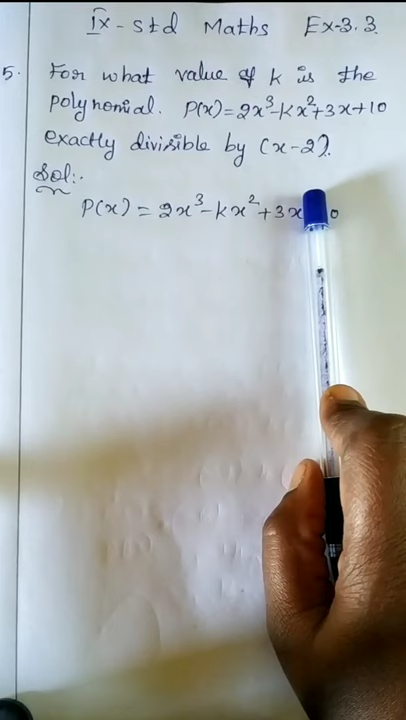 IX - Std Maths Ex-3.3
5. For what value of k is the
polynomial. P(x)=2x³-kx²+3x+10
exactly divisible by (x-2).
Sol:-
P(x) = 2x³-kx²+3x 0